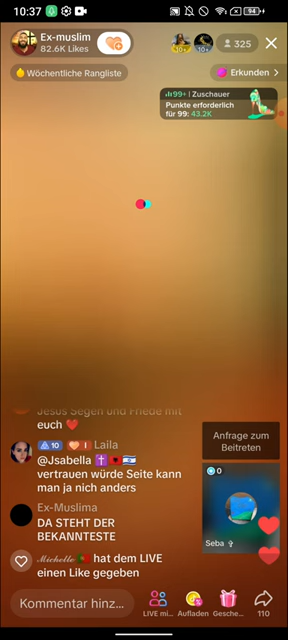 10:37
94
Ex-muslim
82.6K Likes
10+
10+
325
Wöchentliche Rangliste
Erkunden >
99+ | Zuschauer
Punkte erforderlich
für 99: 43.2K
Jesus Segen und Friede mit
euch ❤️
10 I Laila
@Jsabella ✝️🇦🇱🇮🇱
vertrauen würde Seite kann
man ja nich anders
Ex-Muslima
DA STEHT DER
BEKANNTESTE
Michelle 🇵🇹 hat dem LIVE
einen Like gegeben
Anfrage zum
Beitreten
0
Seba ✞
Kommentar hinz...
LIVE mi...
Aufladen
Gesche...
110